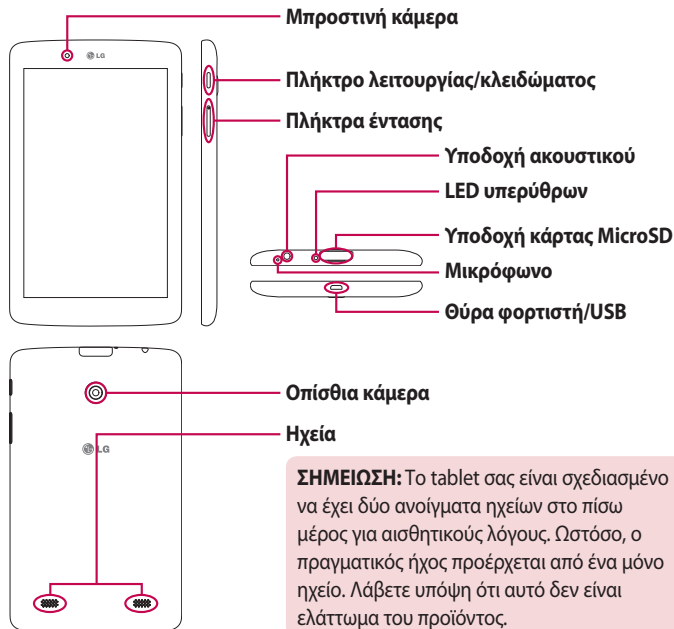 Μπροστινή κάμερα
LG
Πλήκτρο λειτουργίας/κλειδώματος
Πλήκτρα έντασης
Υποδοχή ακουστικού
LED υπερύθρων
Υποδοχή κάρτας MicroSD
Μικρόφωνο
Θύρα φορτιστή/USB
Οπίσθια κάμερα
Ηχεία
LG
ΣΗΜΕΙΩΣΗ: Το tablet σας είναι σχεδιασμένο
να έχει δύο ανοίγματα ηχείων στο πίσω
μέρος για αισθητικούς λόγους. Ωστόσο, ο
πραγματικός ήχος προέρχεται από ένα μόνο
ηχείο. Λάβετε υπόψη ότι αυτό δεν είναι
ελάττωμα του προϊόντος.